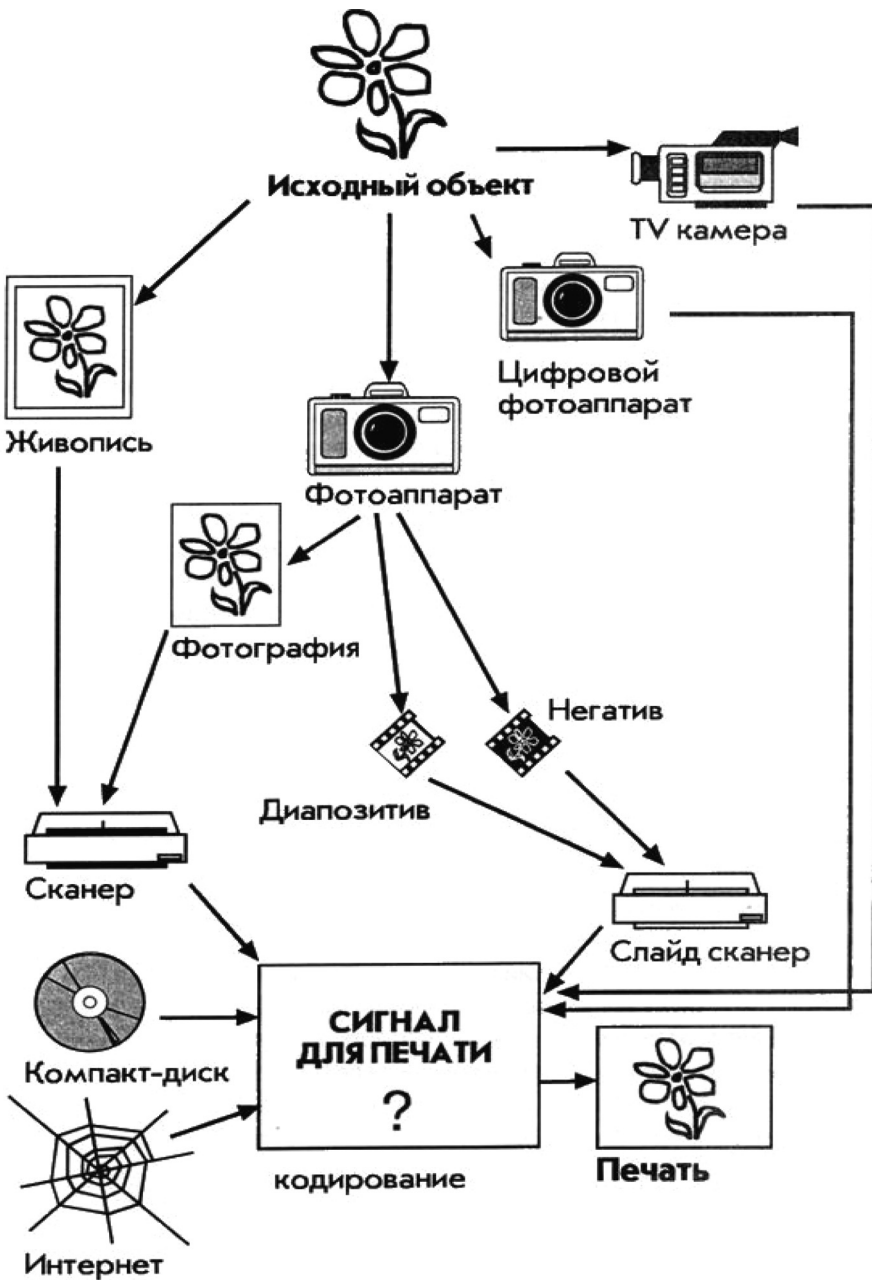 Исходный объект
TV камера
Цифровой
фотоаппарат
Живопись
Фотоаппарат
Фотография
Негатив
Диапозитив
Сканер
Слайд сканер
СИГНАЛ
ДЛЯ ПЕЧАТИ
?
Компакт-диск
кодирование
Печать
Интернет